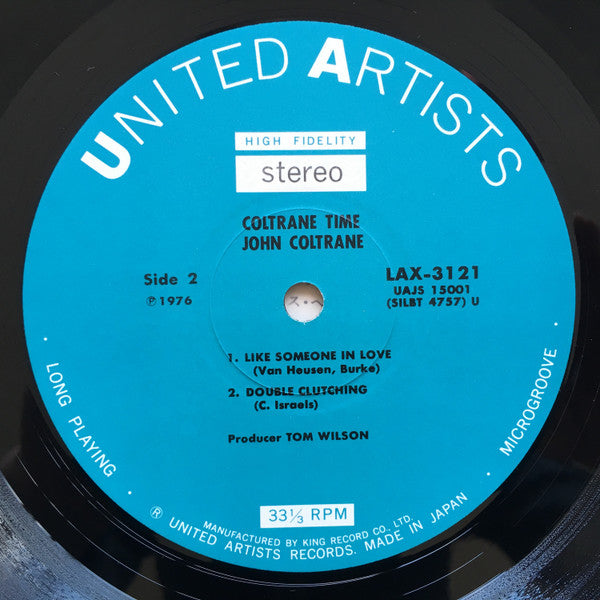 UNITED ARTISTS
HIGH FIDELITY
stereo
COLTRANE TIME
JOHN COLTRANE
Side 2
℗ 1976
LAX-3121
UAJS 15001
(SILBT 4757) U
1. LIKE SOMEONE IN LOVE
(Van Heusen, Burke)
2. DOUBLE CLUTCHING
(C. Israels)
Producer TOM WILSON
• LONG PLAYING •
• MICROGROOVE •
33⅓ RPM
MANUFACTURED BY KING RECORD CO., LTD.
® UNITED ARTISTS RECORDS. MADE IN JAPAN